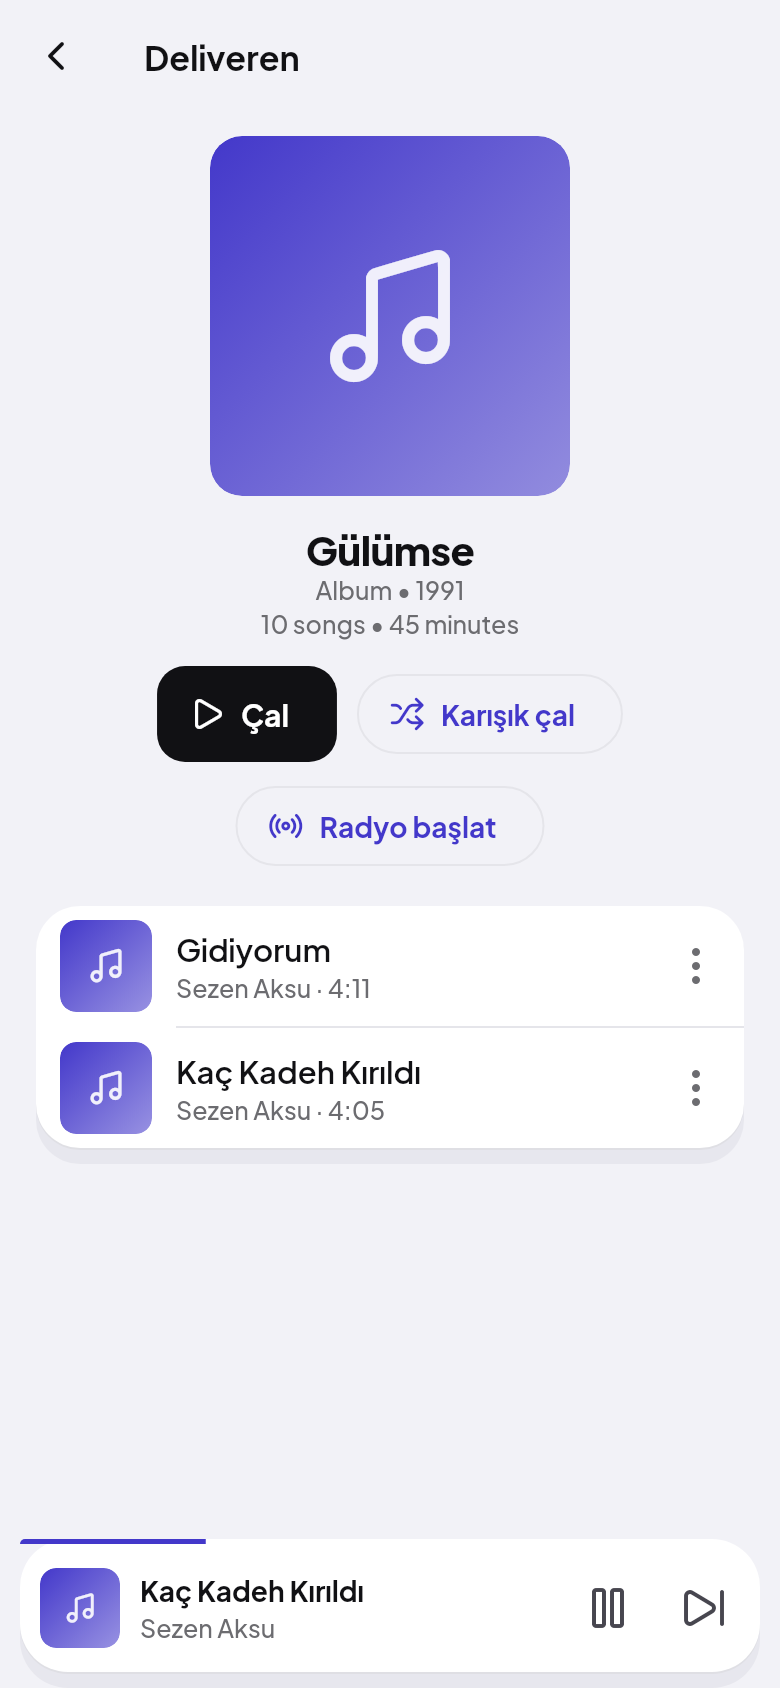 Deliveren
Gülümse
Album • 1991
10 songs • 45 minutes
Çal
Karışık çal
Radyo başlat
Gidiyorum
Sezen Aksu · 4:11
Kaç Kadeh Kırıldı
Sezen Aksu · 4:05
Kaç Kadeh Kırıldı
Sezen Aksu